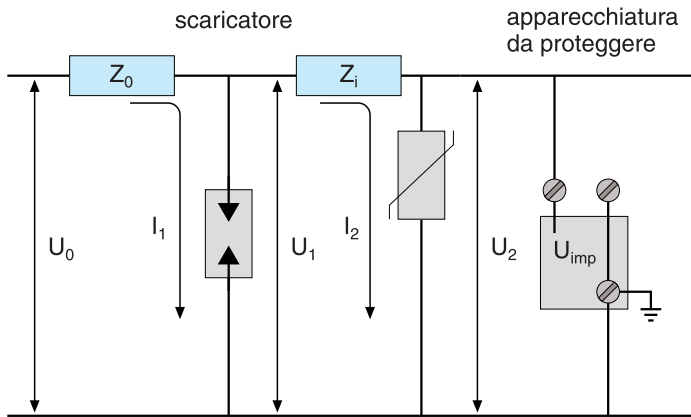 scaricatore
apparecchiatura
da proteggere
Z0
Zi
U0
I1
U1
I2
U2
Uimp